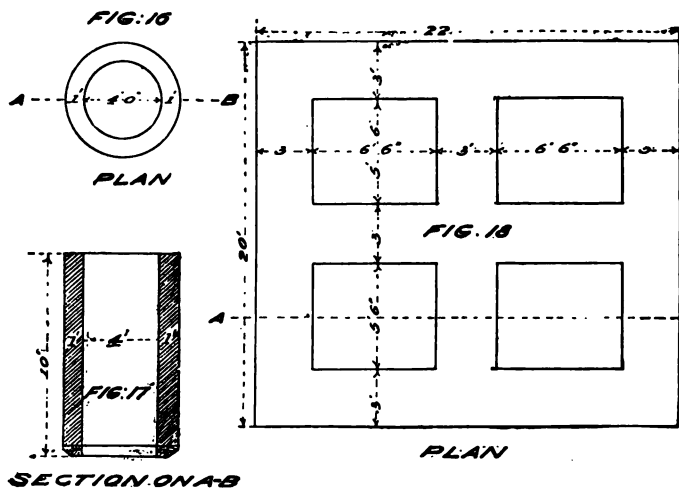 FIG:16
A
1'
4'0"
1'
B
PLAN
10'
1'
4'
1'
FIG:17
SECTION.ON A-B
22
20'
3'
3
6' 6"
3'
6' 6"
5' 6"
3'
FIG.18
A
5' 6"
3'
PLAN